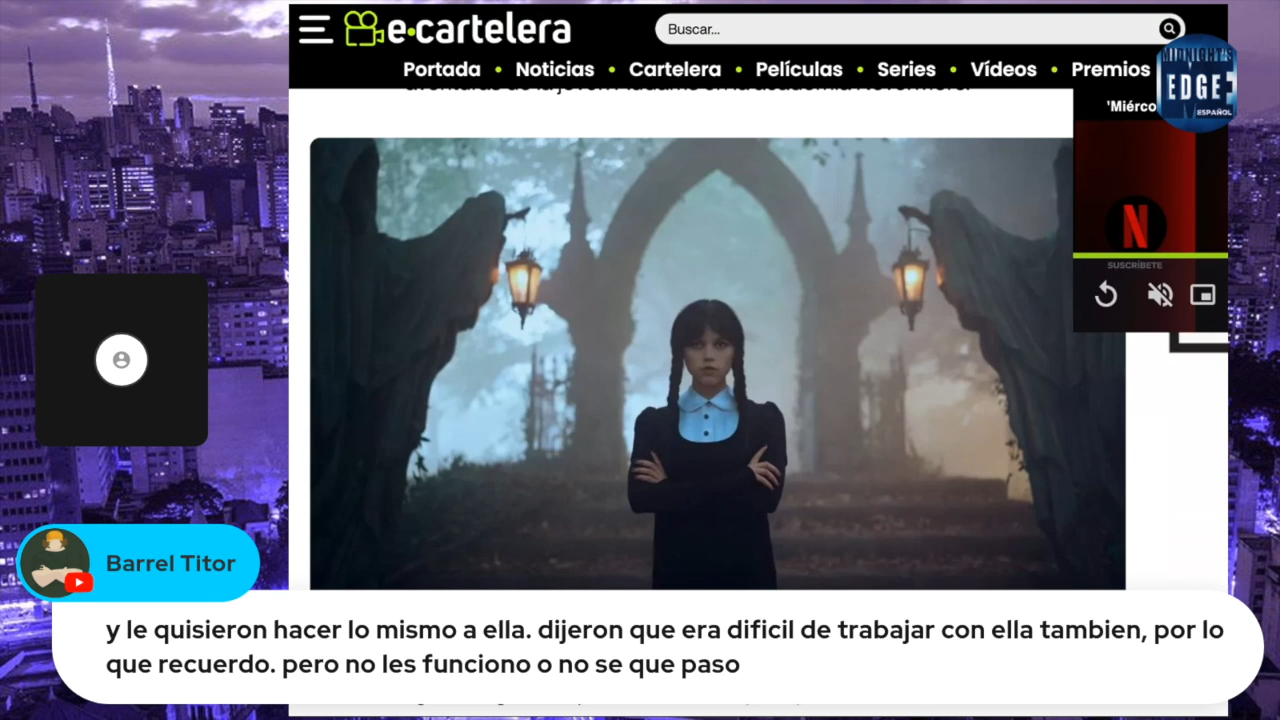 e·cartelera
Buscar...
MIDNIGHT'S
EDGE
ESPAÑOL
Portada • Noticias • Cartelera • Películas • Series • Vídeos • Premios
'Miérco
N
SUSCRÍBETE
Barrel Titor
y le quisieron hacer lo mismo a ella. dijeron que era dificil de trabajar con ella tambien, por lo
que recuerdo. pero no les funciono o no se que paso